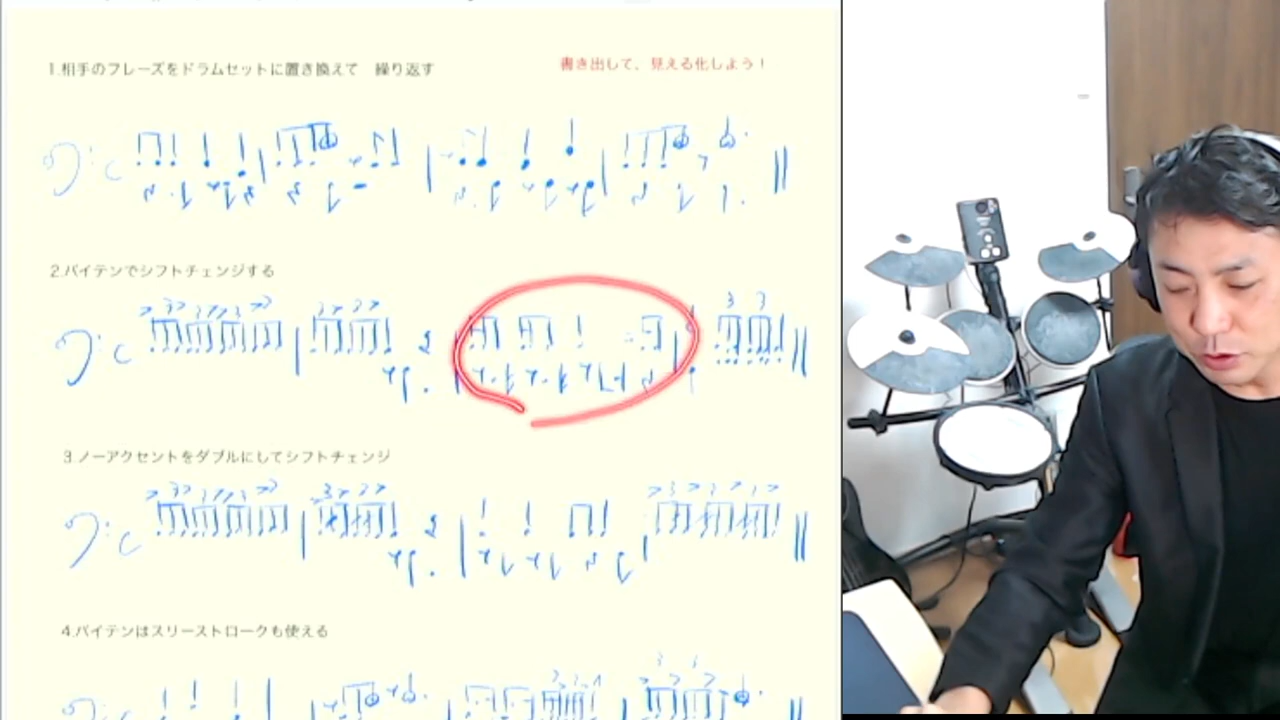 1.相手のフレーズをドラムセットに置き換えて 繰り返す
書き出して、見える化しよう！
2.パイテンでシフトチェンジする
3.ノーアクセントをダブルにしてシフトチェンジ
4.パイテンはスリーストロークも使える